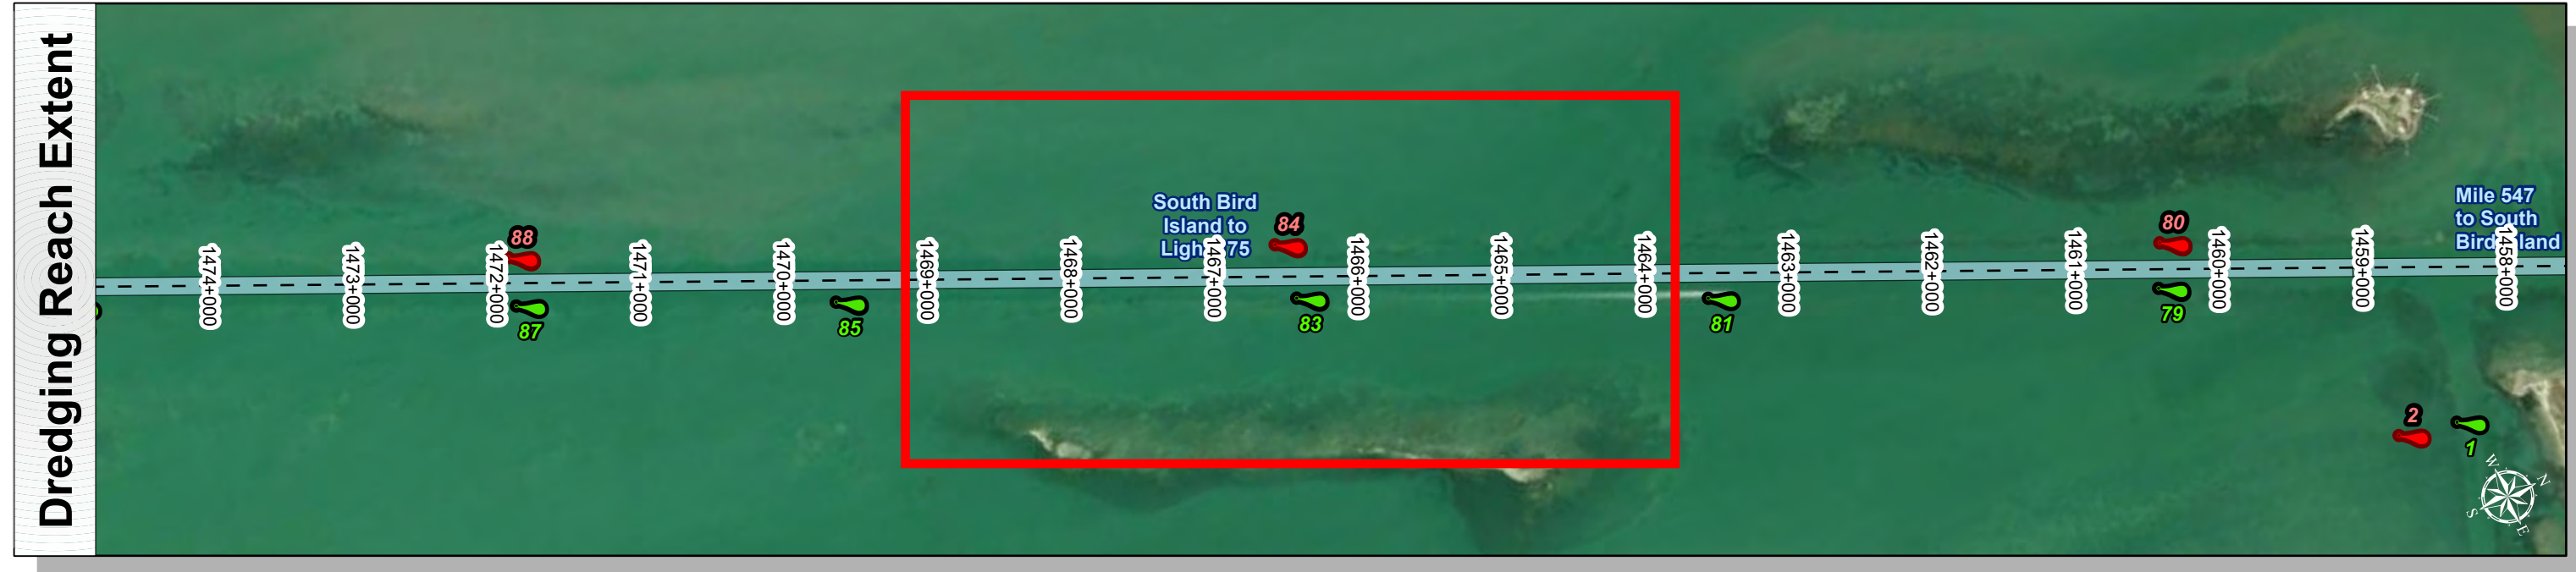 Dredging Reach Extent
South Bird
Island to
Light 75
Mile 547
to South
Bird Island
88
84
80
1474+000
1473+000
1472+000
1471+000
1470+000
1469+000
1468+000
1467+000
1466+000
1465+000
1464+000
1463+000
1462+000
1461+000
1460+000
1459+000
1458+000
87
85
83
81
79
2
1
W
N
S
E